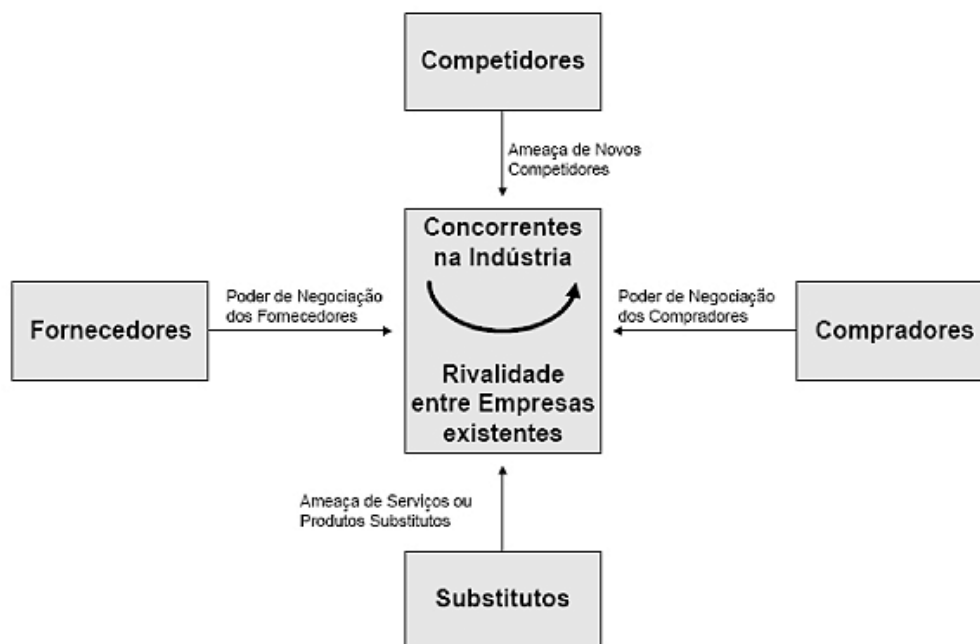 Competidores
Ameaça de Novos
Competidores
Concorrentes
na Indústria
Fornecedores
Poder de Negociação
dos Fornecedores
Poder de Negociação
dos Compradores
Compradores
Rivalidade
entre Empresas
existentes
Ameaça de Serviços ou
Produtos Substitutos
Substitutos